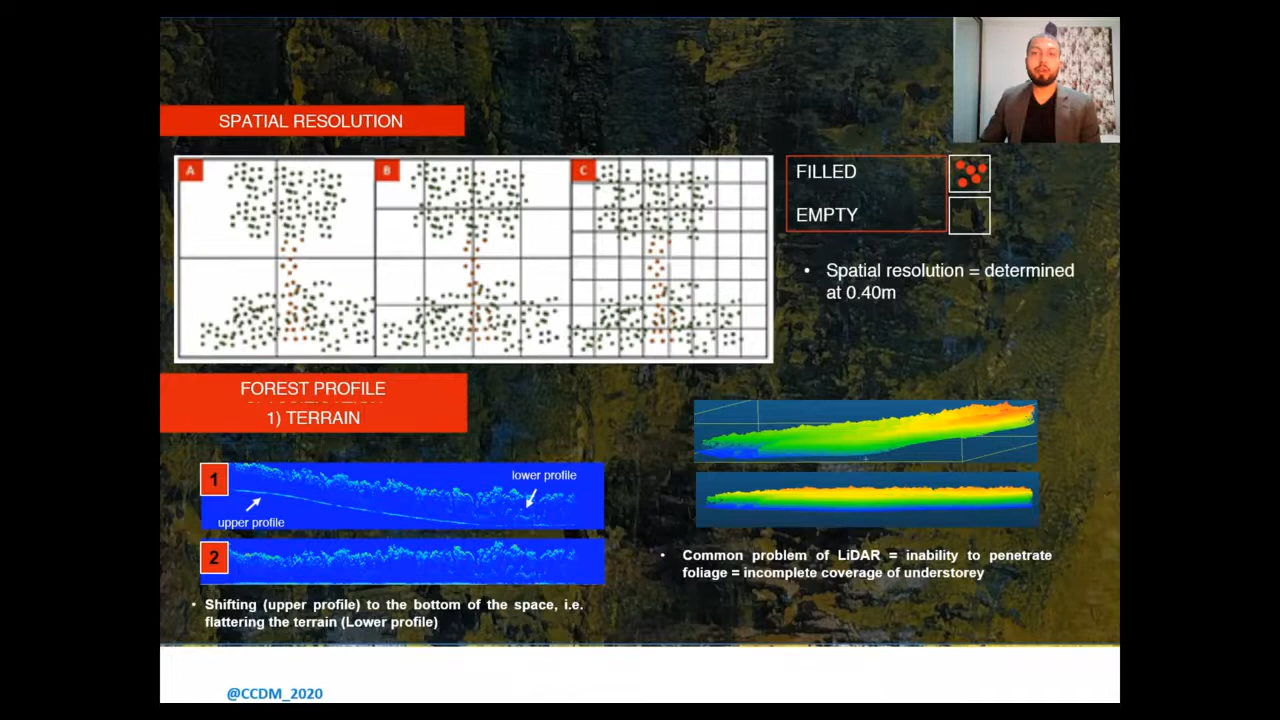 SPATIAL RESOLUTION
A
B
C
FILLED
EMPTY
• Spatial resolution = determined
at 0.40m
FOREST PROFILE
1) TERRAIN
1
upper profile
lower profile
2
• Shifting (upper profile) to the bottom of the space, i.e.
flattering the terrain (Lower profile)
• Common problem of LiDAR = inability to penetrate
foliage = incomplete coverage of understorey
@CCDM_2020